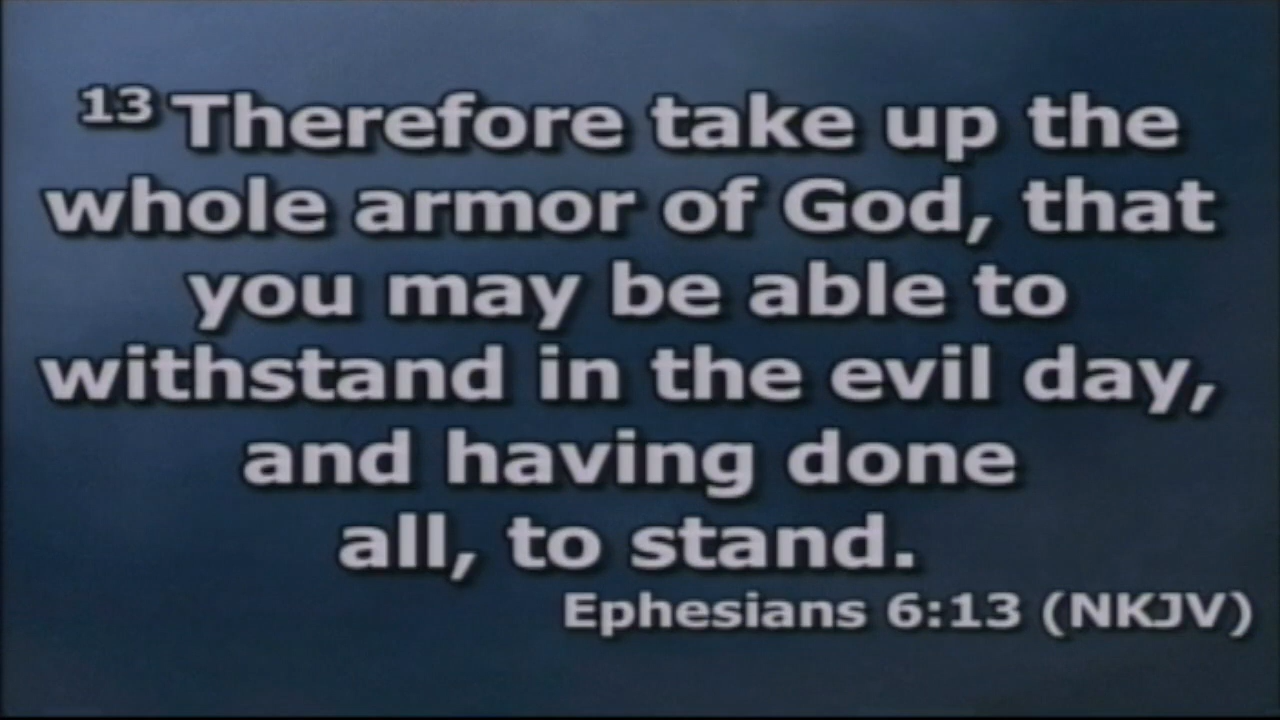 13 Therefore take up the
whole armor of God, that
you may be able to
withstand in the evil day,
and having done
all, to stand.
Ephesians 6:13 (NKJV)